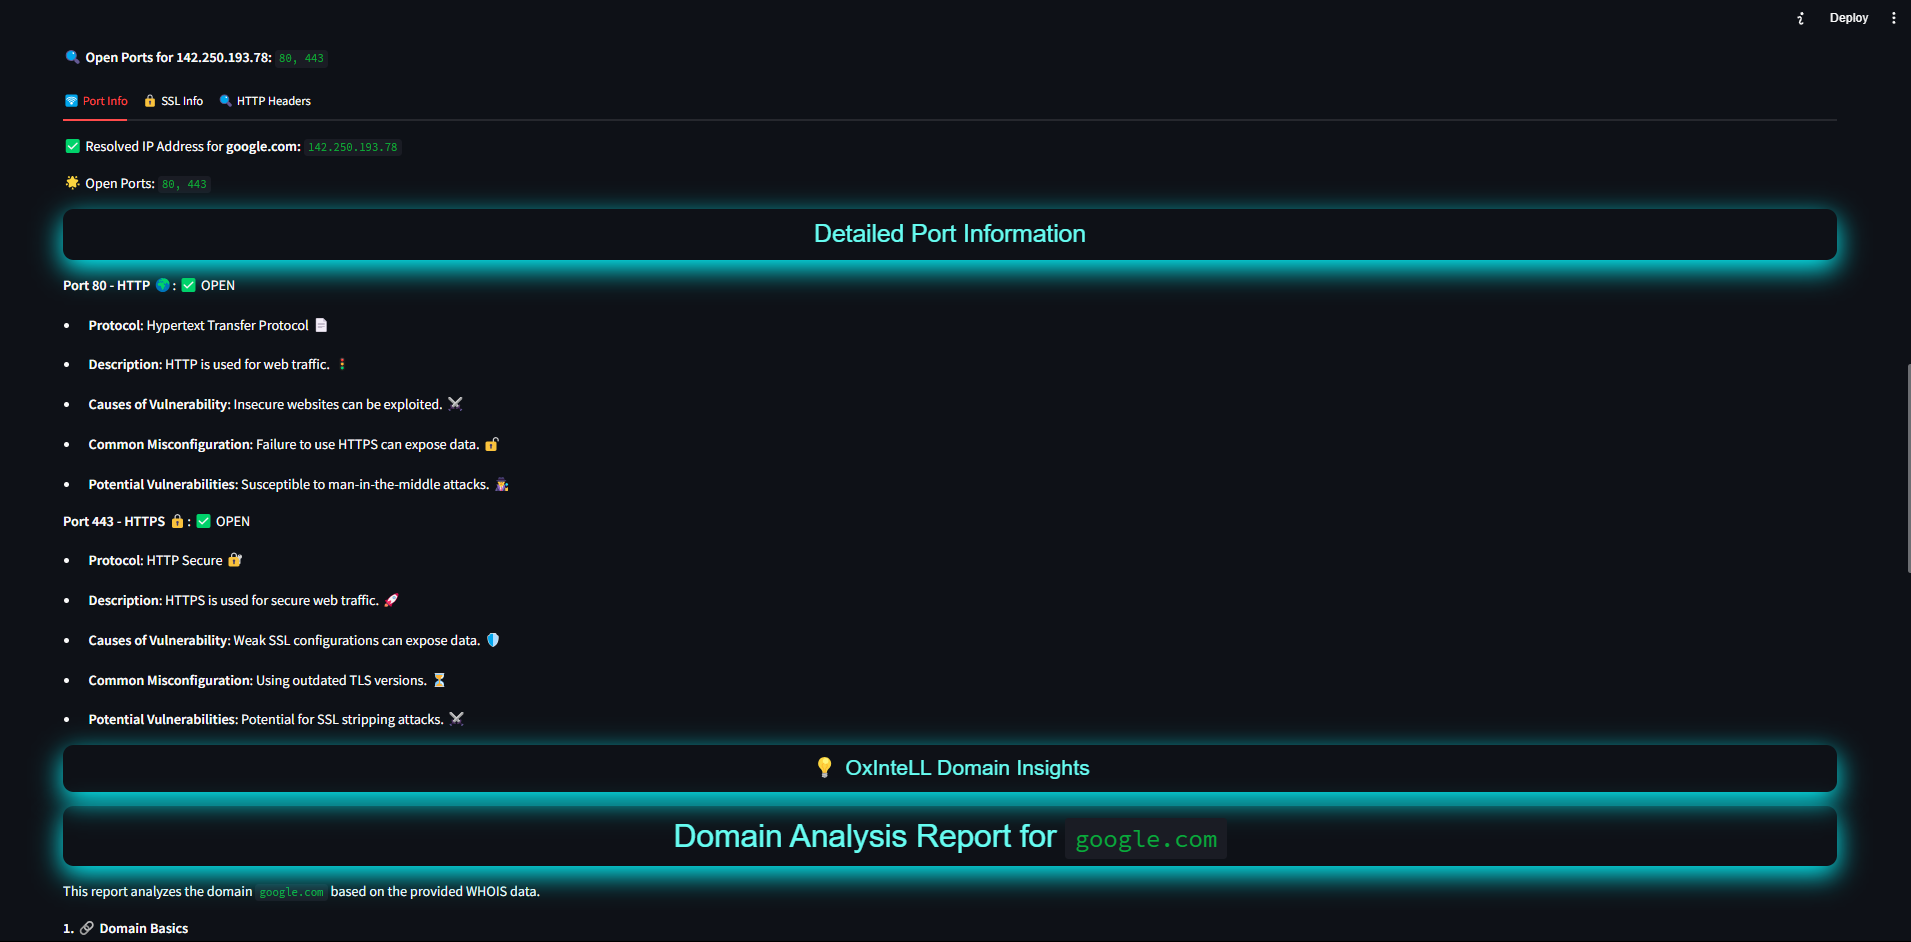 Deploy
Open Ports for 142.250.193.78: 80, 443
Port Info SSL Info HTTP Headers
Resolved IP Address for google.com: 142.250.193.78
Open Ports: 80, 443
Detailed Port Information
Port 80 - HTTP : OPEN
Protocol: Hypertext Transfer Protocol
Description: HTTP is used for web traffic.
Causes of Vulnerability: Insecure websites can be exploited.
Common Misconfiguration: Failure to use HTTPS can expose data.
Potential Vulnerabilities: Susceptible to man-in-the-middle attacks.
Port 443 - HTTPS : OPEN
Protocol: HTTP Secure
Description: HTTPS is used for secure web traffic.
Causes of Vulnerability: Weak SSL configurations can expose data.
Common Misconfiguration: Using outdated TLS versions.
Potential Vulnerabilities: Potential for SSL stripping attacks.
OxInteLL Domain Insights
Domain Analysis Report for google.com
This report analyzes the domain google.com based on the provided WHOIS data.
1. Domain Basics